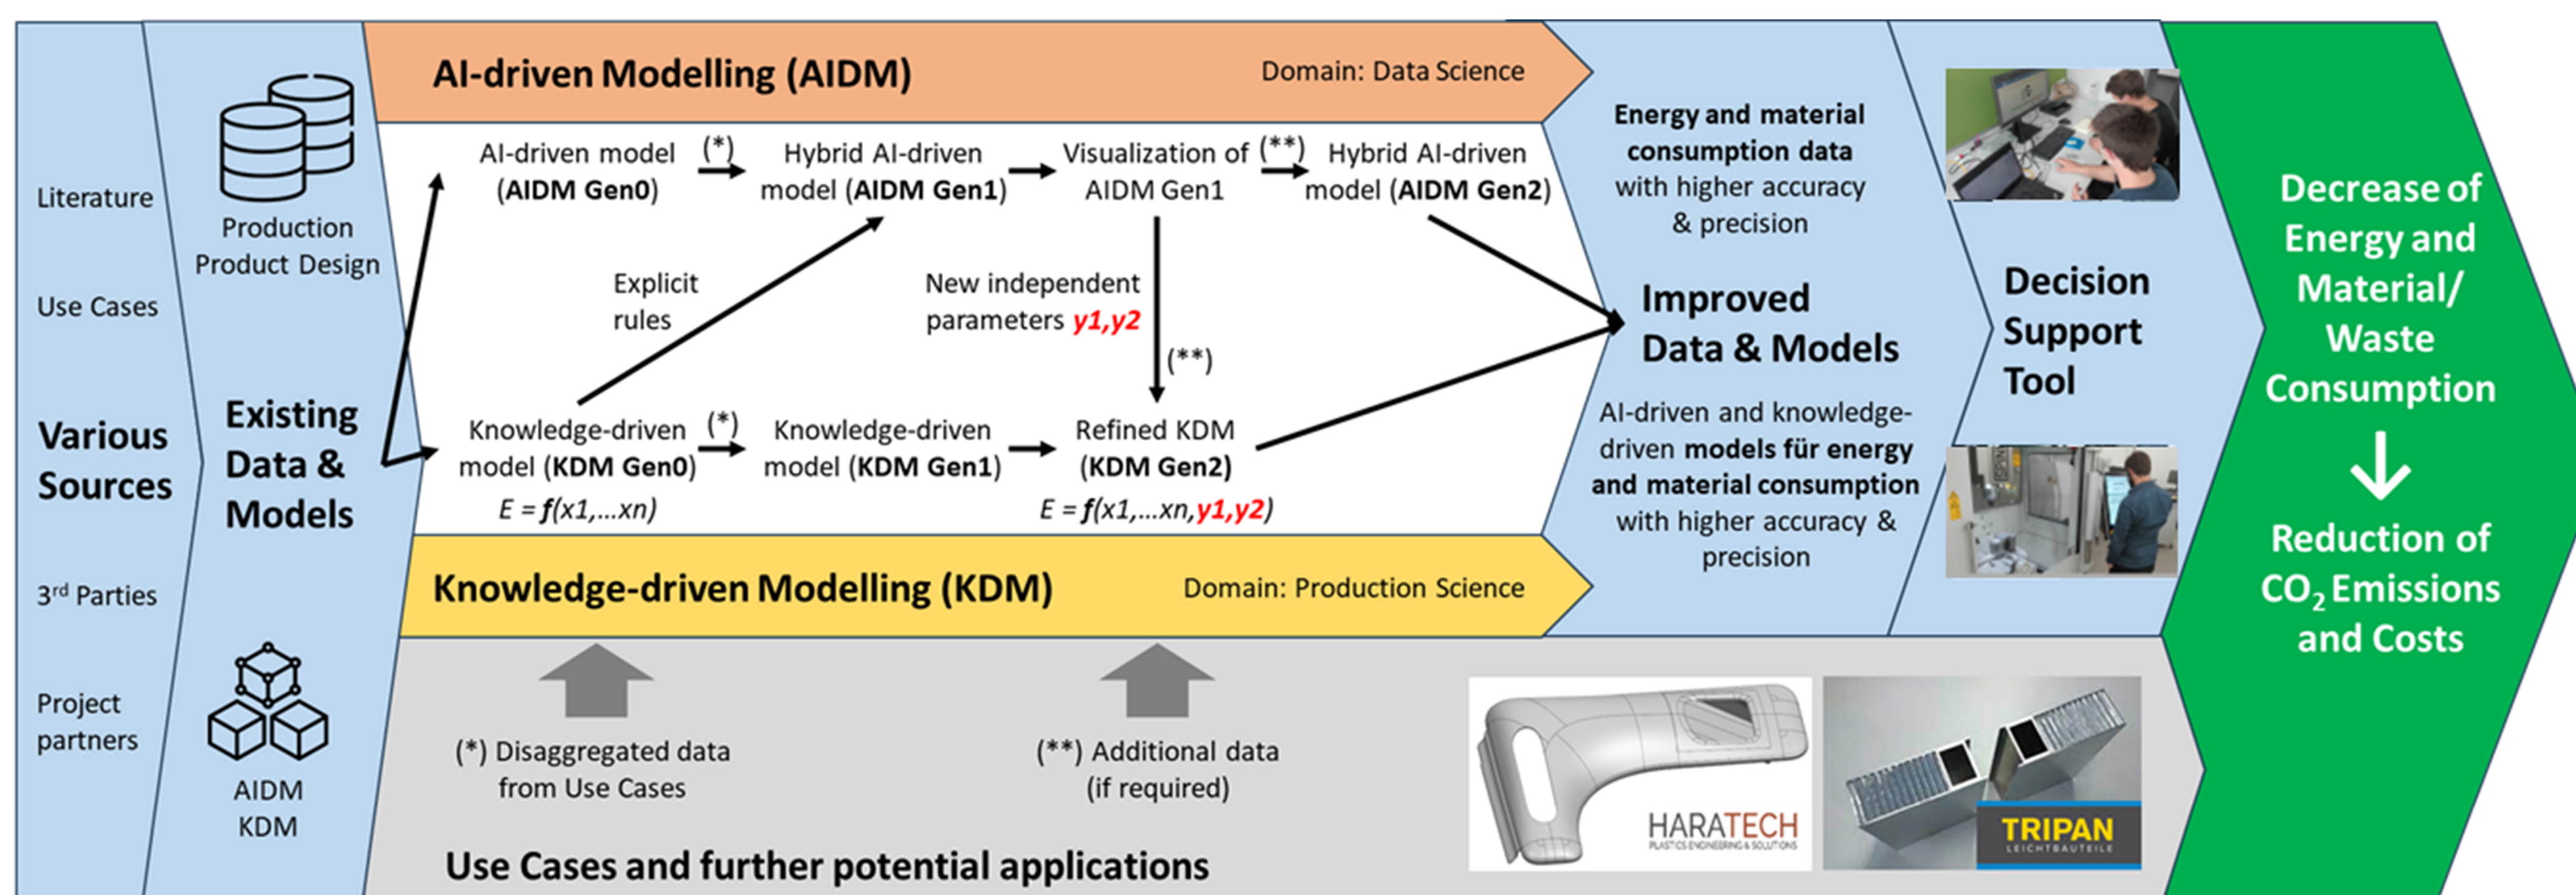 Literature
Use Cases
Various
Sources
3rd Parties
Project
partners
Production
Product Design
Existing
Data &
Models
AIDM
KDM
AI-driven Modelling (AIDM)
Domain: Data Science
AI-driven model
(AIDM Gen0)
(*)
Hybrid AI-driven
model (AIDM Gen1)
Visualization of
AIDM Gen1
(**)
Hybrid AI-driven
model (AIDM Gen2)
Explicit
rules
New independent
parameters y1,y2
(**)
Knowledge-driven
model (KDM Gen0)
E = f(x1,...xn)
(*)
Knowledge-driven
model (KDM Gen1)
Refined KDM
(KDM Gen2)
E = f(x1,...xn,y1,y2)
Knowledge-driven Modelling (KDM)
Domain: Production Science
(*) Disaggregated data
from Use Cases
(**) Additional data
(if required)
Use Cases and further potential applications
HARATECH
PLASTICS ENGINEERING & SOLUTIONS
TRIPAN
LEICHTBAUTEILE
Energy and material
consumption data
with higher accuracy
& precision
Improved
Data & Models
AI-driven and knowledge-
driven models für energy
and material consumption
with higher accuracy &
precision
Decision
Support
Tool
Decrease of
Energy and
Material/
Waste
Consumption
Reduction of
CO2 Emissions
and Costs